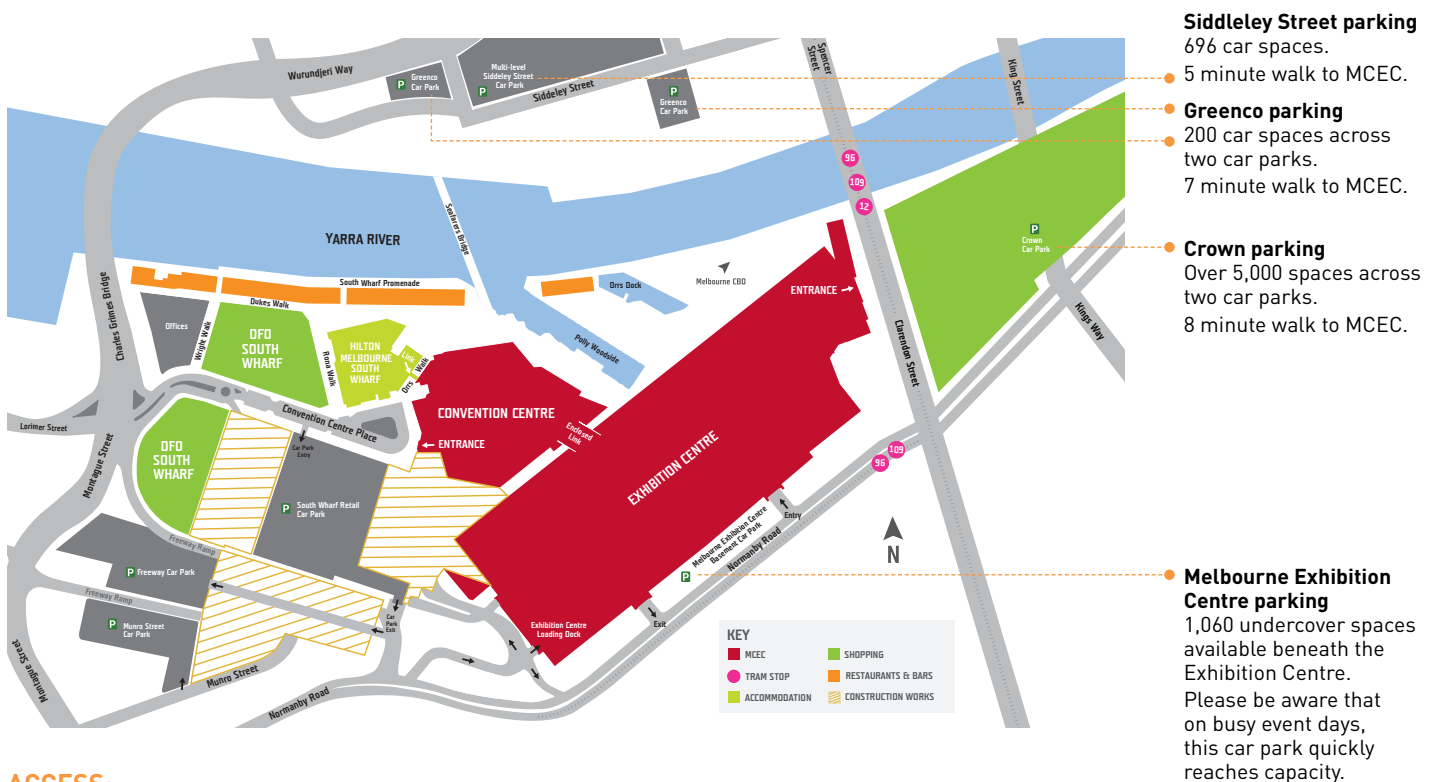 Siddleley Street parking
696 car spaces.
5 minute walk to MCEC.
Greenco parking
200 car spaces across
two car parks.
7 minute walk to MCEC.
Crown parking
Over 5,000 spaces across
two car parks.
8 minute walk to MCEC.
Melbourne Exhibition
Centre parking
1,060 undercover spaces
available beneath the
Exhibition Centre.
Please be aware that
on busy event days,
this car park quickly
reaches capacity.
Wurundjeri Way
P Greenco
Car Park
Multi-level
Siddeley Street
P Car Park
Siddeley Street
P
Greenco
Car Park
Spencer
Street
King Street
96
109
12
YARRA RIVER
Seafarers Bridge
Charles Grimes Bridge
South Wharf Promenade
Dukes Walk
Orrs Dock
Melbourne CBD
ENTRANCE
P
Crown
Car Park
Kings Way
Clarendon Street
Offices
Wright Walk
DFO
SOUTH
WHARF
Rona Walk
HILTON
MELBOURNE
SOUTH
WHARF
Link
Orrs Walk
Polly Woodside
CONVENTION CENTRE
ENTRANCE
Enclosed
Link
EXHIBITION CENTRE
Convention Centre Place
Lorimer Street
Montague Street
DFO
SOUTH
WHARF
Car Park
Entry
P South Wharf Retail
Car Park
109
96
Entry
Melbourne Exhibition Centre
Basement Car Park
P
Normanby Road
N
Freeway Ramp
P Freeway Car Park
Freeway Ramp
P Munro Street
Car Park
Car
Park
Exit
Exhibition Centre
Loading Dock
Exit
Munro Street
Montague Street
Normanby Road
KEY
MCEC
SHOPPING
TRAM STOP
RESTAURANTS & BARS
ACCOMMODATION
CONSTRUCTION WORKS